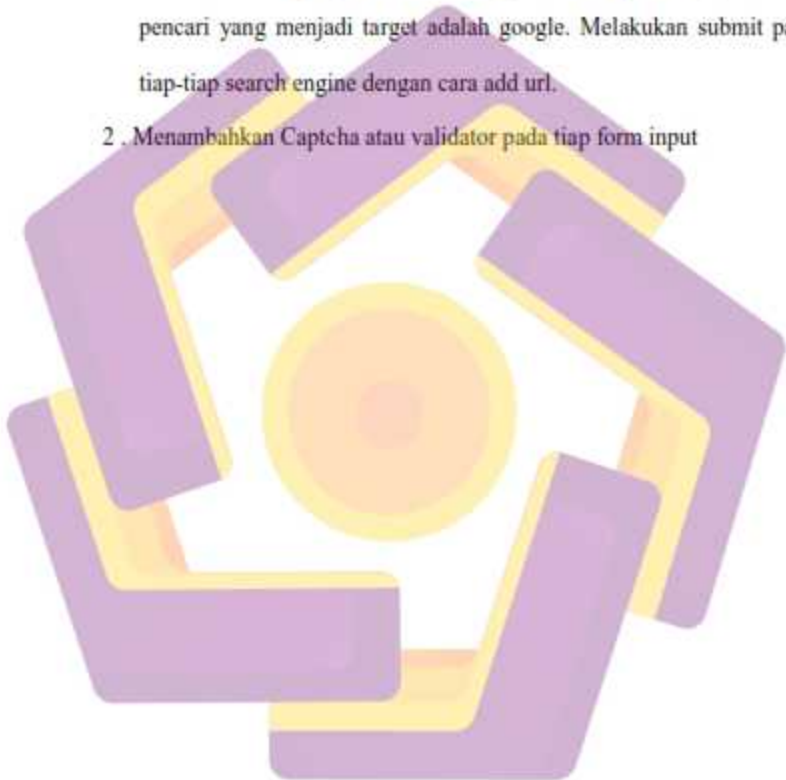 pencari yang menjadi target adalah google. Melakukan submit
tiap-tiap search engine dengan cara add url.
2 . Menambahkan Captcha atau validator pada tiap form input